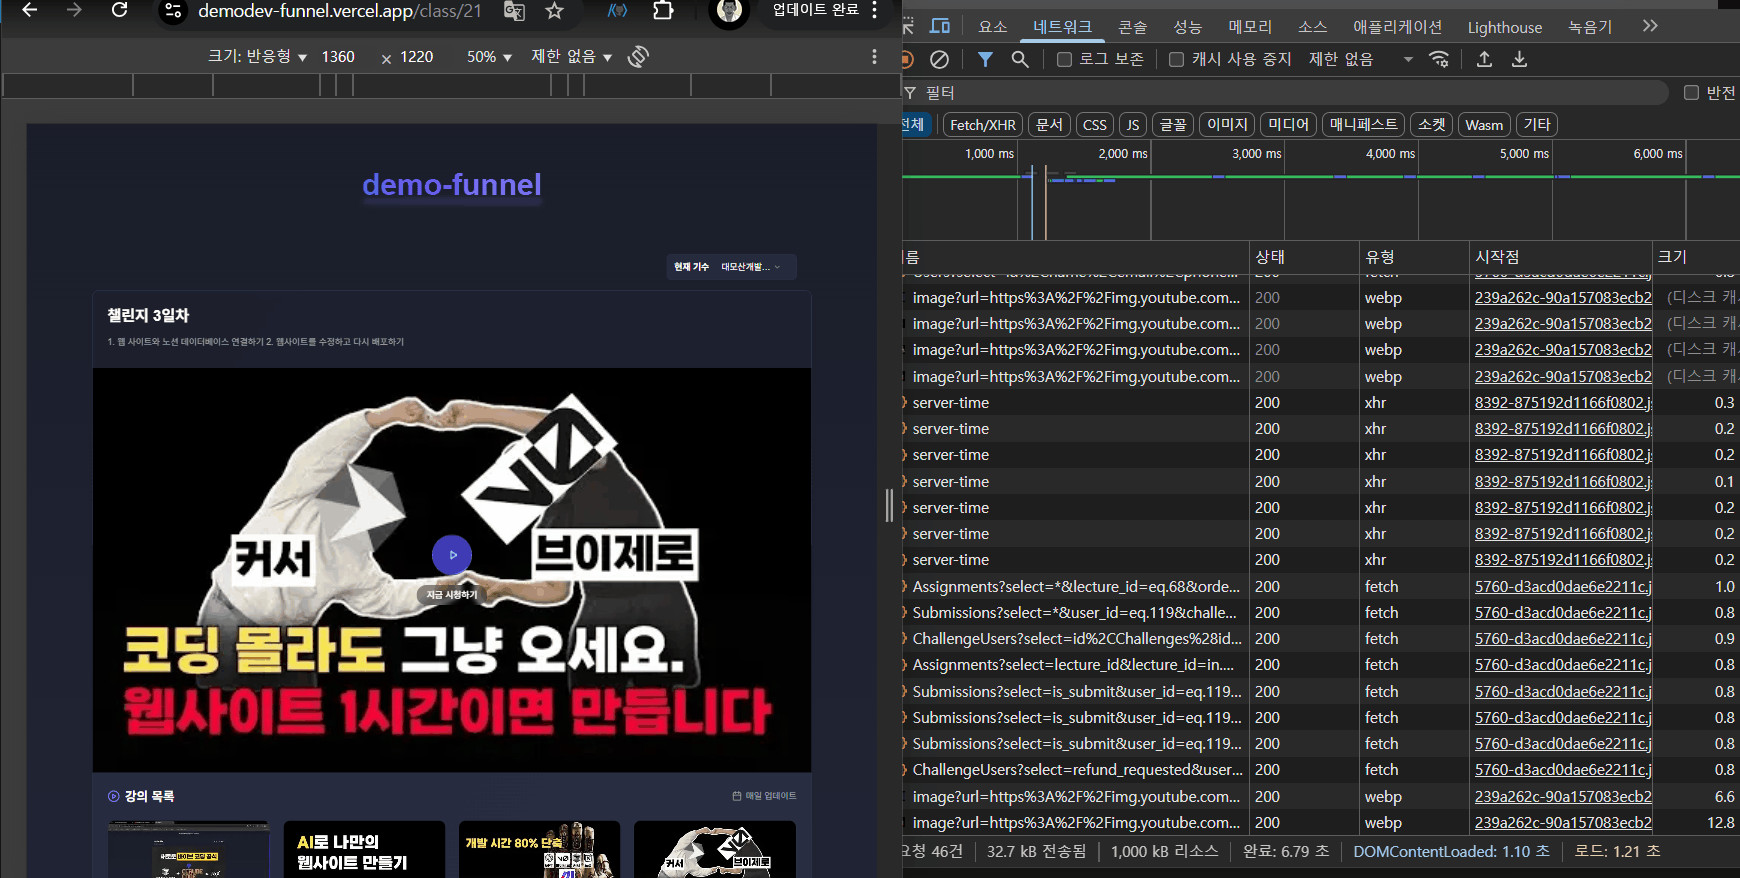 demodev-funnel.vercel.app/class/21
업데이트 완료
크기: 반응형 1360 × 1220 50% 제한 없음
demo-funnel
현재 기수 대모산개발...
챌린지 3일차
1. 웹 사이트와 노션 데이터베이스 연결하기 2. 웹사이트를 수정하고 다시 배포하기
커서
브이제로
지금 시청하기
코딩 몰라도 그냥 오세요.
웹사이트 1시간이면 만듭니다
강의 목록
매일 업데이트
AI로 나만의
웹사이트 만들기
개발 시간 80% 단축
커서
브이제로
요소 네트워크 콘솔 성능 메모리 소스 애플리케이션 Lighthouse 녹음기
로그 보존 캐시 사용 중지 제한 없음
필터 반전
전체 Fetch/XHR 문서 CSS JS 글꼴 이미지 미디어 매니페스트 소켓 Wasm 기타
1,000 ms 2,000 ms 3,000 ms 4,000 ms 5,000 ms 6,000 ms
이름 상태 유형 시작점 크기
image?url=https%3A%2F%2Fimg.youtube.com... 200 webp 239a262c-90a157083ecb2 (디스크 캐시
image?url=https%3A%2F%2Fimg.youtube.com... 200 webp 239a262c-90a157083ecb2 (디스크 캐시
image?url=https%3A%2F%2Fimg.youtube.com... 200 webp 239a262c-90a157083ecb2 (디스크 캐시
image?url=https%3A%2F%2Fimg.youtube.com... 200 webp 239a262c-90a157083ecb2 (디스크 캐시
server-time 200 xhr 8392-875192d1166f0802.js 0.3
server-time 200 xhr 8392-875192d1166f0802.js 0.2
server-time 200 xhr 8392-875192d1166f0802.js 0.2
server-time 200 xhr 8392-875192d1166f0802.js 0.1
server-time 200 xhr 8392-875192d1166f0802.js 0.2
server-time 200 xhr 8392-875192d1166f0802.js 0.2
server-time 200 xhr 8392-875192d1166f0802.js 0.2
Assignments?select=*&lecture_id=eq.68&orde... 200 fetch 5760-d3acd0dae6e2211c.j 1.0
Submissions?select=*&user_id=eq.119&challe... 200 fetch 5760-d3acd0dae6e2211c.j 0.8
ChallengeUsers?select=id%2CChallenges%28id... 200 fetch 5760-d3acd0dae6e2211c.j 0.9
Assignments?select=lecture_id&lecture_id=in.... 200 fetch 5760-d3acd0dae6e2211c.j 0.8
Submissions?select=is_submit&user_id=eq.119... 200 fetch 5760-d3acd0dae6e2211c.j 0.8
Submissions?select=is_submit&user_id=eq.119... 200 fetch 5760-d3acd0dae6e2211c.j 0.8
Submissions?select=is_submit&user_id=eq.119... 200 fetch 5760-d3acd0dae6e2211c.j 0.8
ChallengeUsers?select=refund_requested&user... 200 fetch 5760-d3acd0dae6e2211c.j 0.8
image?url=https%3A%2F%2Fimg.youtube.com... 200 webp 239a262c-90a157083ecb2 6.6
image?url=https%3A%2F%2Fimg.youtube.com... 200 webp 239a262c-90a157083ecb2 12.8
요청 46건 32.7 kB 전송됨 1,000 kB 리소스 완료: 6.79 초 DOMContentLoaded: 1.10 초 로드: 1.21 초